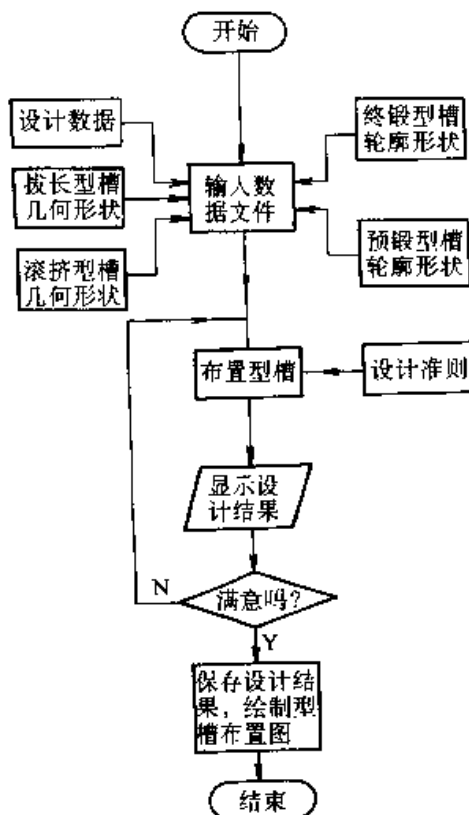 开始
设计数据
拔长型槽
几何形状
滚挤型槽
几何形状
输人数
据文件
终锻型槽
轮廓形状
预锻型槽
轮廓形状
布置型槽
设计准则
显示设
计结果
满意吗?
N
Y
保存设计结
果，绘制型
槽布置图
结束